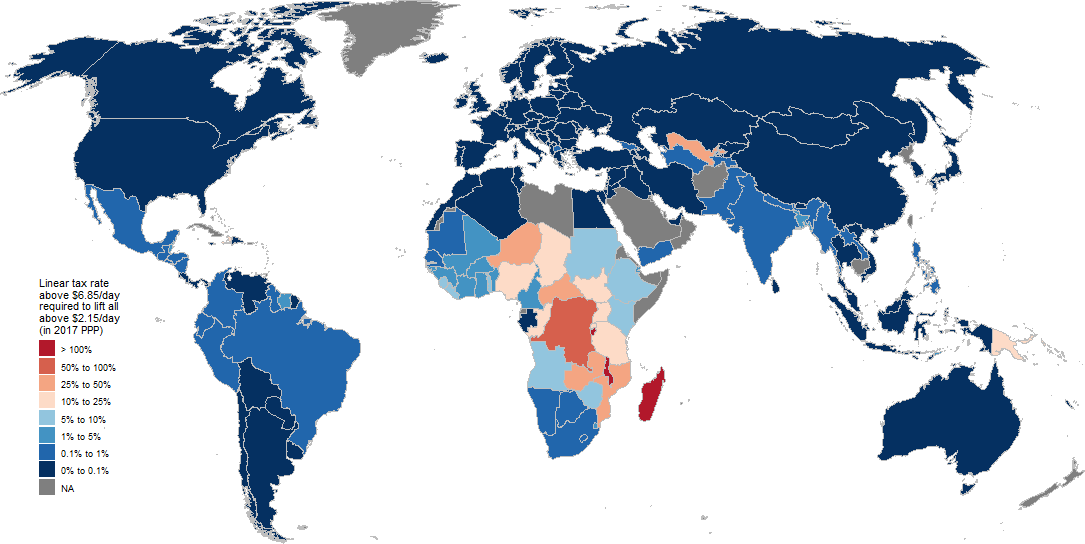 Linear tax rate
above $6.85/day
required to lift all
above $2.15/day
(in 2017 PPP)
> 100%
50% to 100%
25% to 50%
10% to 25%
5% to 10%
1% to 5%
0.1% to 1%
0% to 0.1%
NA